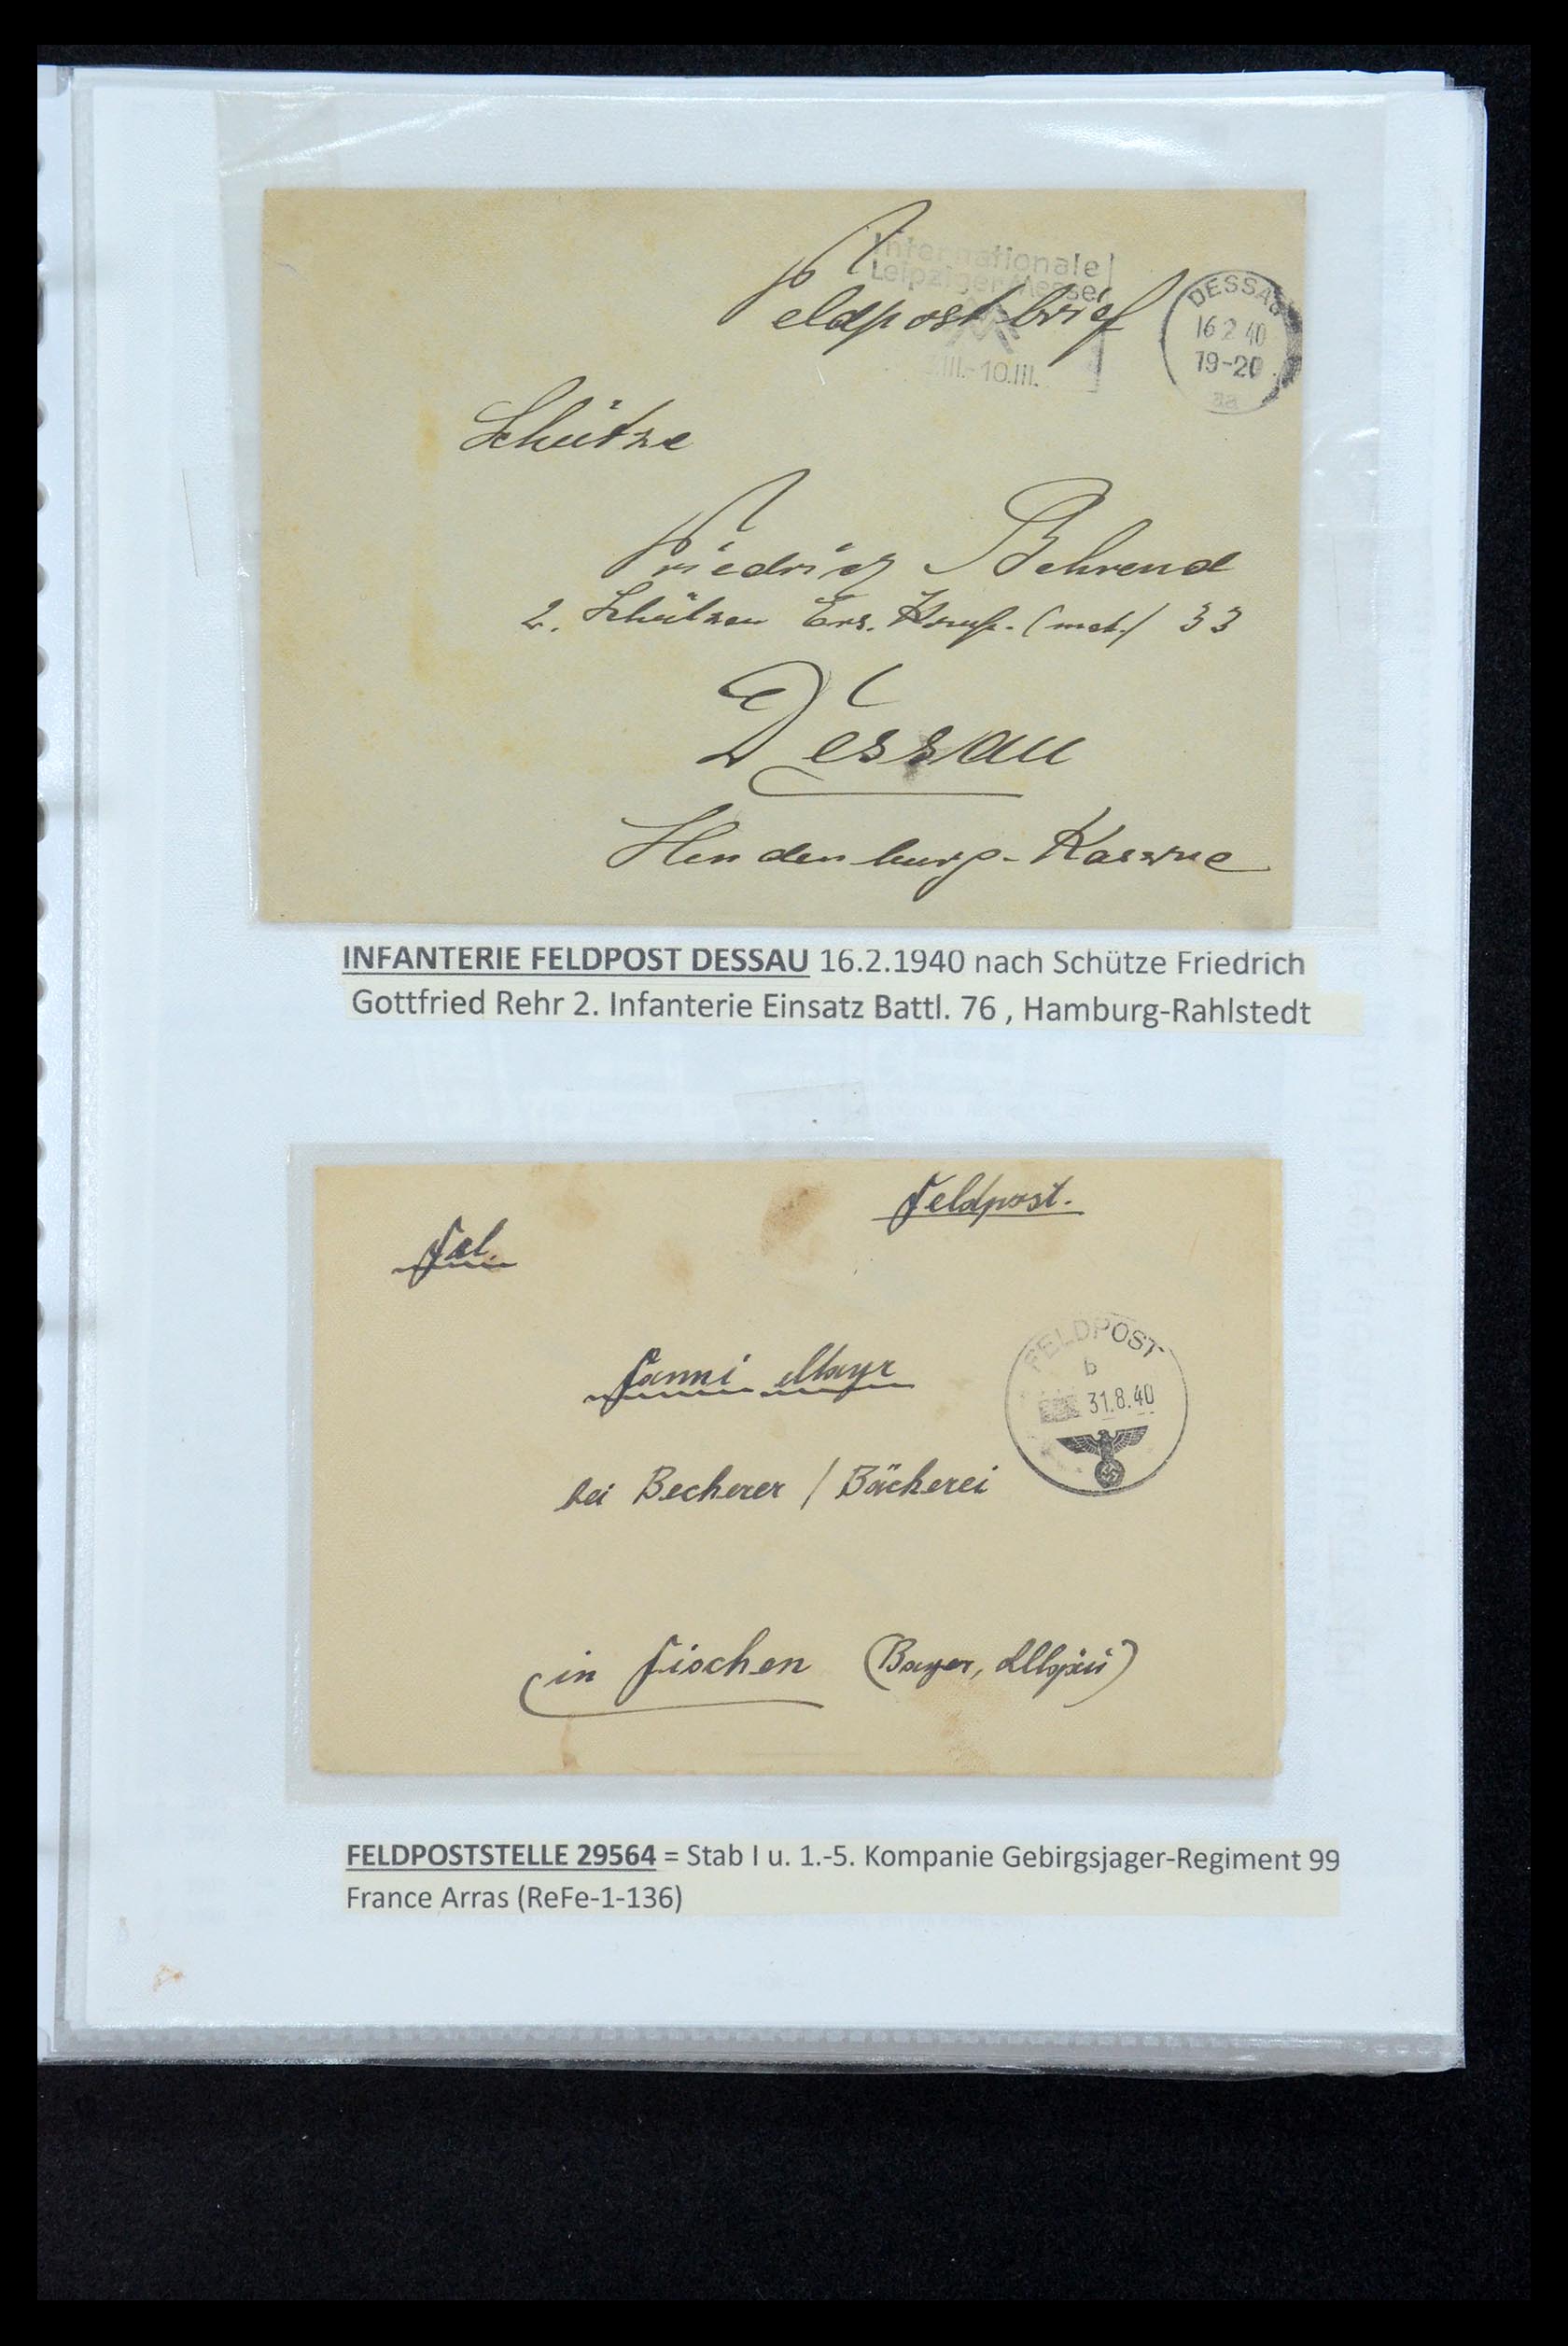 Feldpostbrief
Internationale
Leipziger Messe
III.-10.III.
DESSAU
16 2 40
19-20
aa
Schütze
Friedrich Behrend
2. Schützen Ers. Komp. (mot.) 33
Dessau
Hendenburg-Kaserne
INFANTERIE FELDPOST DESSAU 16.2.1940 nach Schütze Friedrich
Gottfried Rehr 2. Infanterie Einsatz Battl. 76 , Hamburg-Rahlstedt
Feldpost.
Frl.
FELDPOST
b
31.8.40
Fanni Mayr
bei Becherer / Bäckerei
in Fischen (Bayer, Allgäu)
FELDPOSTSTELLE 29564 = Stab I u. 1.-5. Kompanie Gebirgsjager-Regiment 99
France Arras (ReFe-1-136)